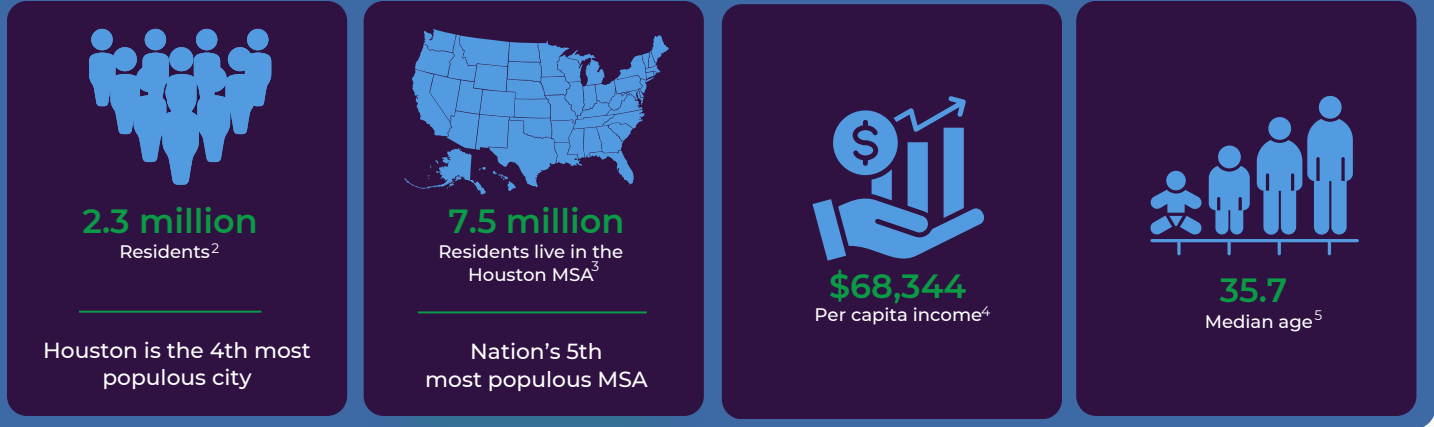 2.3 million
Residents2
Houston is the 4th most
populous city
7.5 million
Residents live in the
Houston MSA3
Nation’s 5th
most populous MSA
$
$68,344
Per capita income4
35.7
Median age5